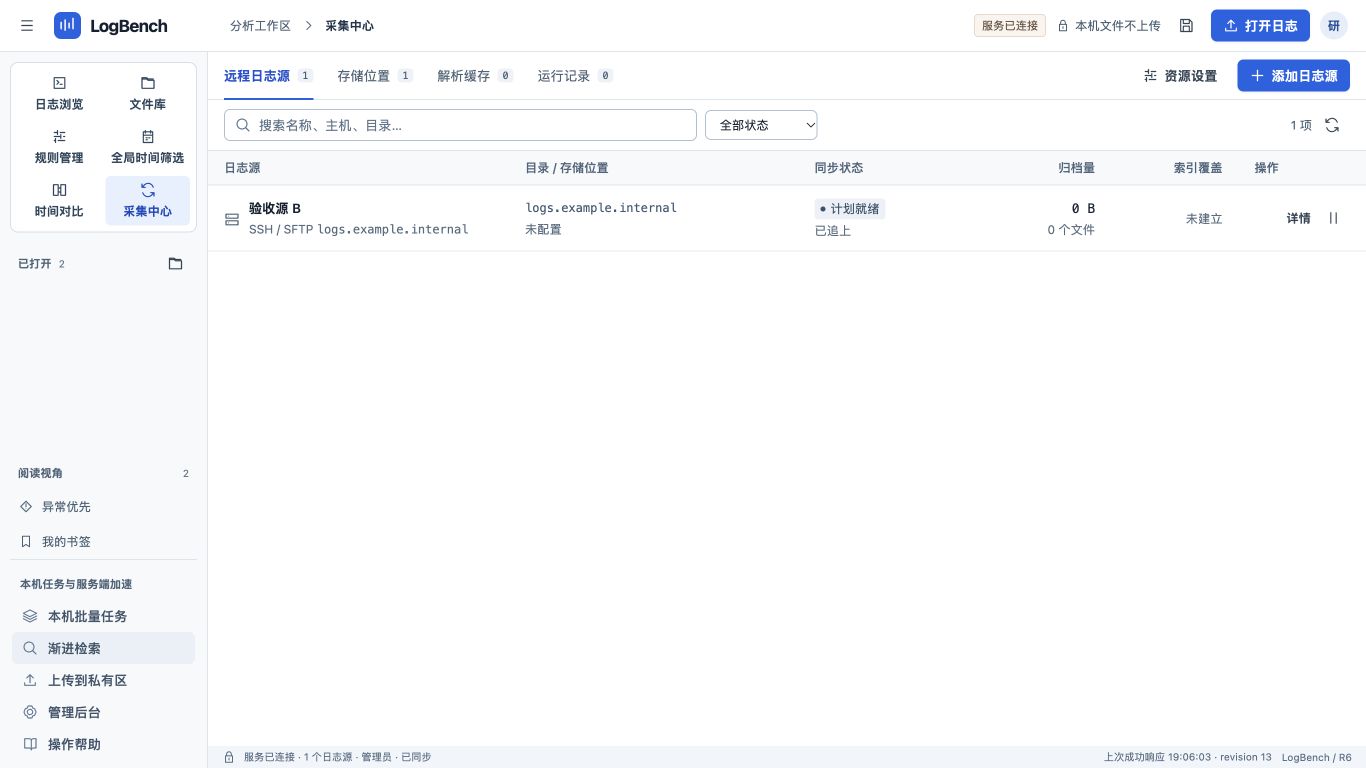 LogBench
分析工作区
采集中心
服务已连接
本机文件不上传
打开日志
研
日志浏览
文件库
规则管理
全局时间筛选
时间对比
采集中心
已打开 2
阅读视角 2
异常优先
我的书签
本机任务与服务端加速
本机批量任务
渐进检索
上传到私有区
管理后台
操作帮助
远程日志源 1
存储位置 1
解析缓存 0
运行记录 0
资源设置
添加日志源
搜索名称、主机、目录...
全部状态
1 项
日志源 目录 / 存储位置 同步状态 归档量 索引覆盖 操作
验收源 B
SSH / SFTP logs.example.internal
logs.example.internal
未配置
计划就绪
已追上
0 B
0 个文件
未建立
详情
服务已连接 · 1 个日志源 · 管理员 · 已同步
上次成功响应 19:06:03 · revision 13 LogBench / R6